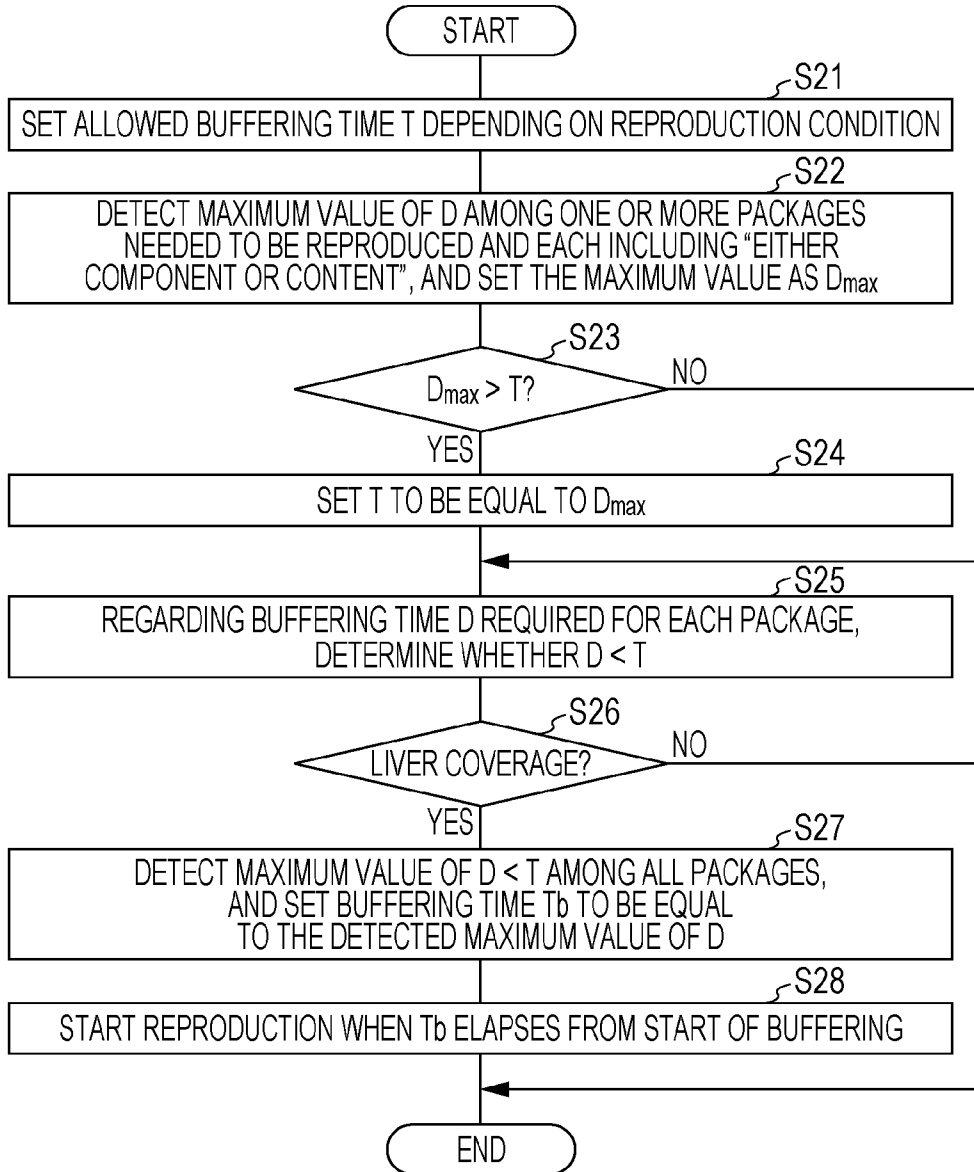 START
S21
SET ALLOWED BUFFERING TIME T DEPENDING ON REPRODUCTION CONDITION
S22
DETECT MAXIMUM VALUE OF D AMONG ONE OR MORE PACKAGES
NEEDED TO BE REPRODUCED AND EACH INCLUDING “EITHER
COMPONENT OR CONTENT”, AND SET THE MAXIMUM VALUE AS Dmax
S23
Dmax > T?
NO
YES
S24
SET T TO BE EQUAL TO Dmax
S25
REGARDING BUFFERING TIME D REQUIRED FOR EACH PACKAGE,
DETERMINE WHETHER D < T
S26
LIVER COVERAGE?
NO
YES
S27
DETECT MAXIMUM VALUE OF D < T AMONG ALL PACKAGES,
AND SET BUFFERING TIME Tb TO BE EQUAL
TO THE DETECTED MAXIMUM VALUE OF D
S28
START REPRODUCTION WHEN Tb ELAPSES FROM START OF BUFFERING
END